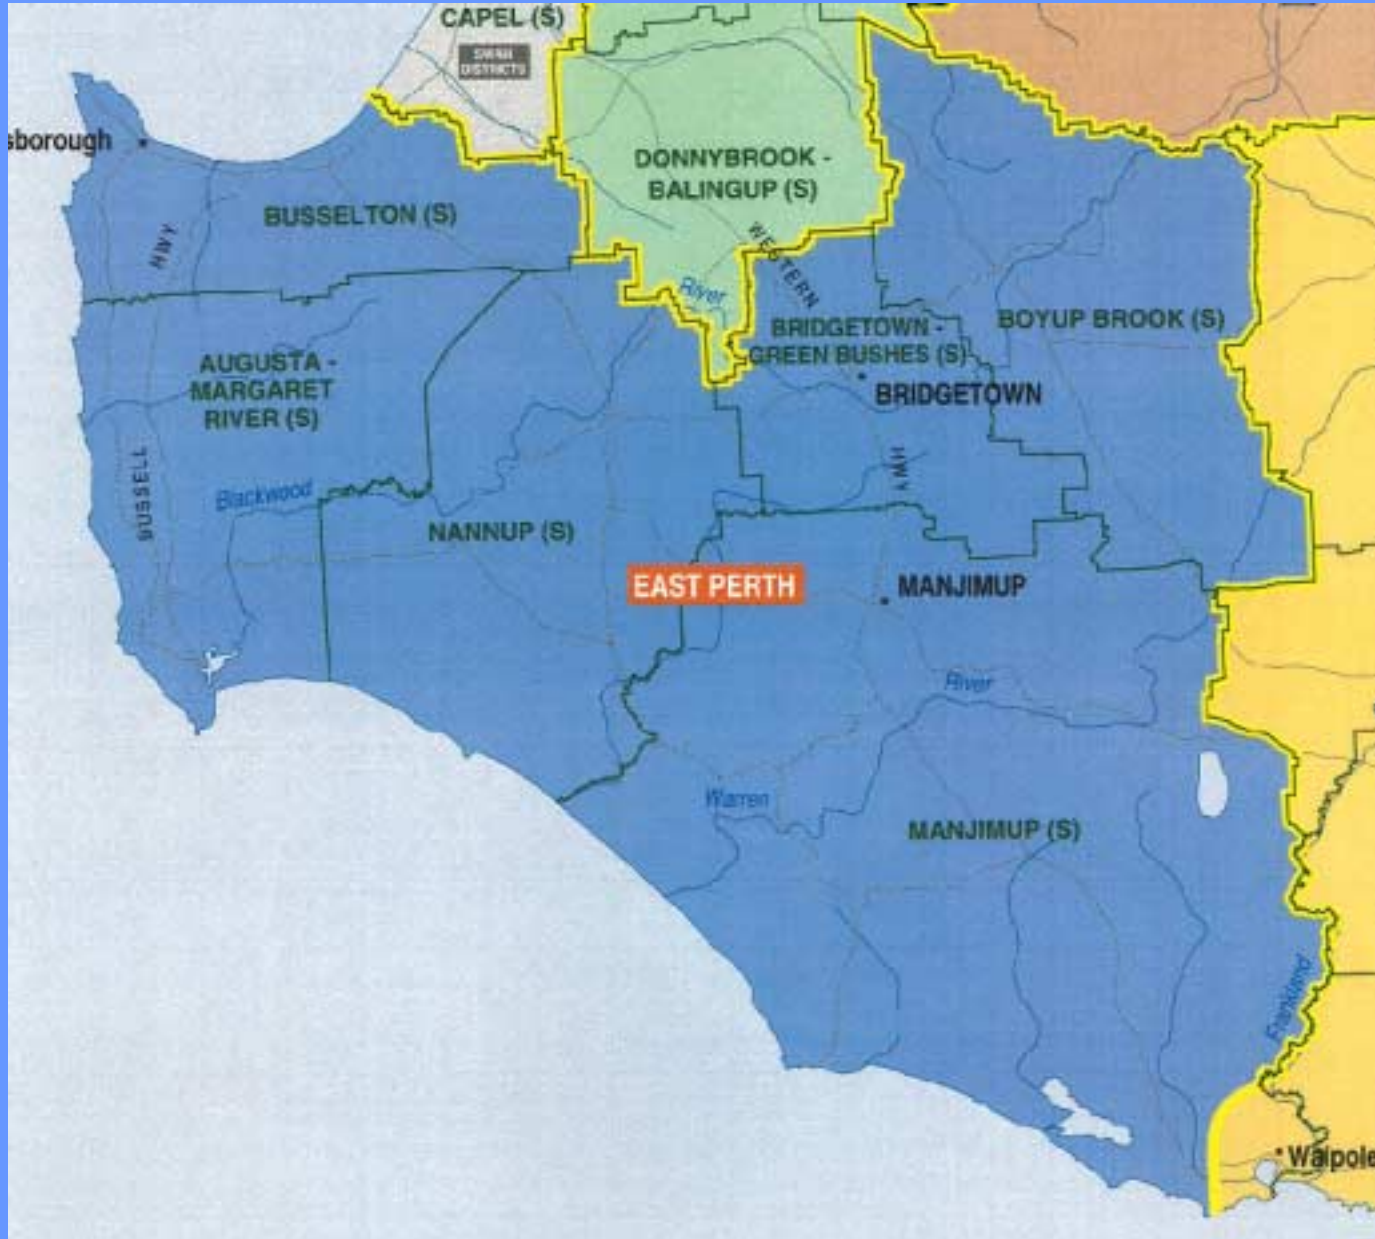 CAPEL (S)
SWAN
DISTRICTS
sborough
DONNYBROOK -
BALINGUP (S)
BUSSELTON (S)
HWY
WESTERN
River
BRIDGETOWN -
GREEN BUSHES (S)
BOYUP BROOK (S)
AUGUSTA -
MARGARET
RIVER (S)
BRIDGETOWN
BUSSELL
HWY
Blackwood
NANNUP (S)
EAST PERTH
MANJIMUP
River
Warren
MANJIMUP (S)
Frankland
Walpole